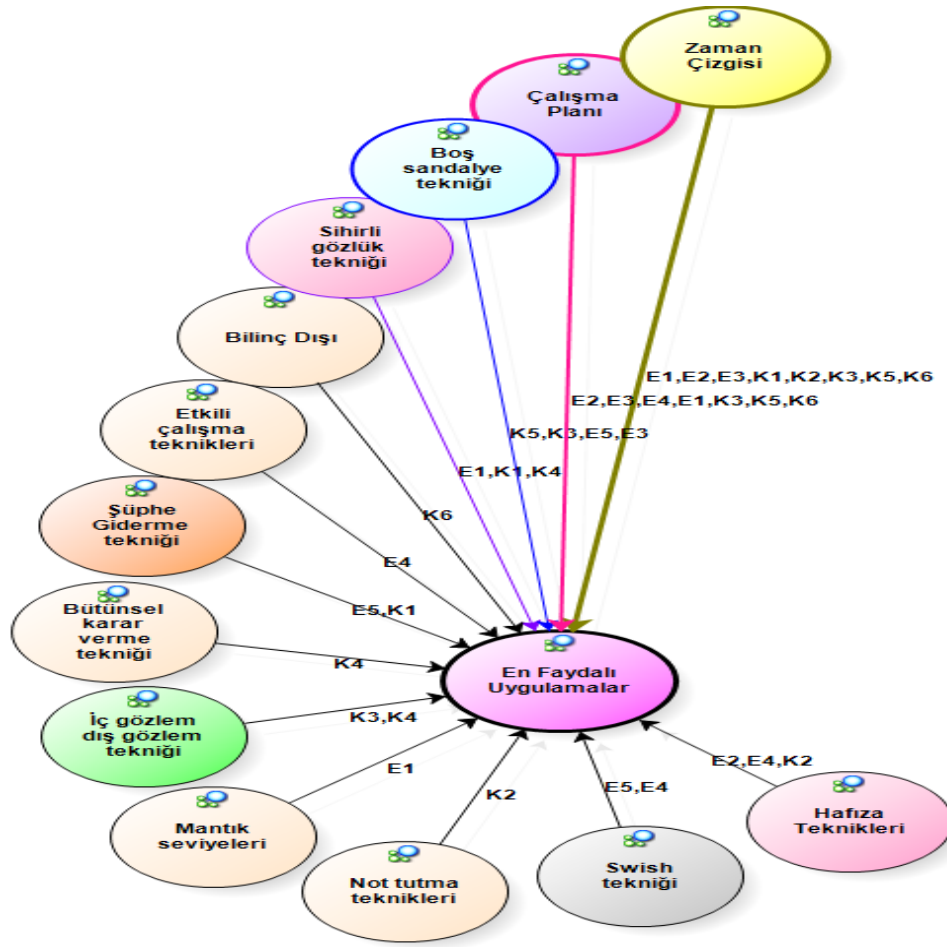 Zaman
Çizgisi
Çalışma
Planı
Boş
sandalye
tekniği
Sihirli
gözlük
tekniği
Bilinç Dışı
Etkili
çalışma
teknikleri
Şüphe
Giderme
tekniği
Bütünsel
karar
verme
tekniği
İç gözlem
dış gözlem
tekniği
Mantık
seviyeleri
Not tutma
teknikleri
Swish
tekniği
Hafıza
Teknikleri
En Faydalı
Uygulamalar
E1,E2,E3,K1,K2,K3,K5,K6
E2,E3,E4,E1,K3,K5,K6
K5,K3,E5,E3
E1,K1,K4
K6
E4
E5,K1
K4
K3,K4
E1
K2
E5,E4
E2,E4,K2